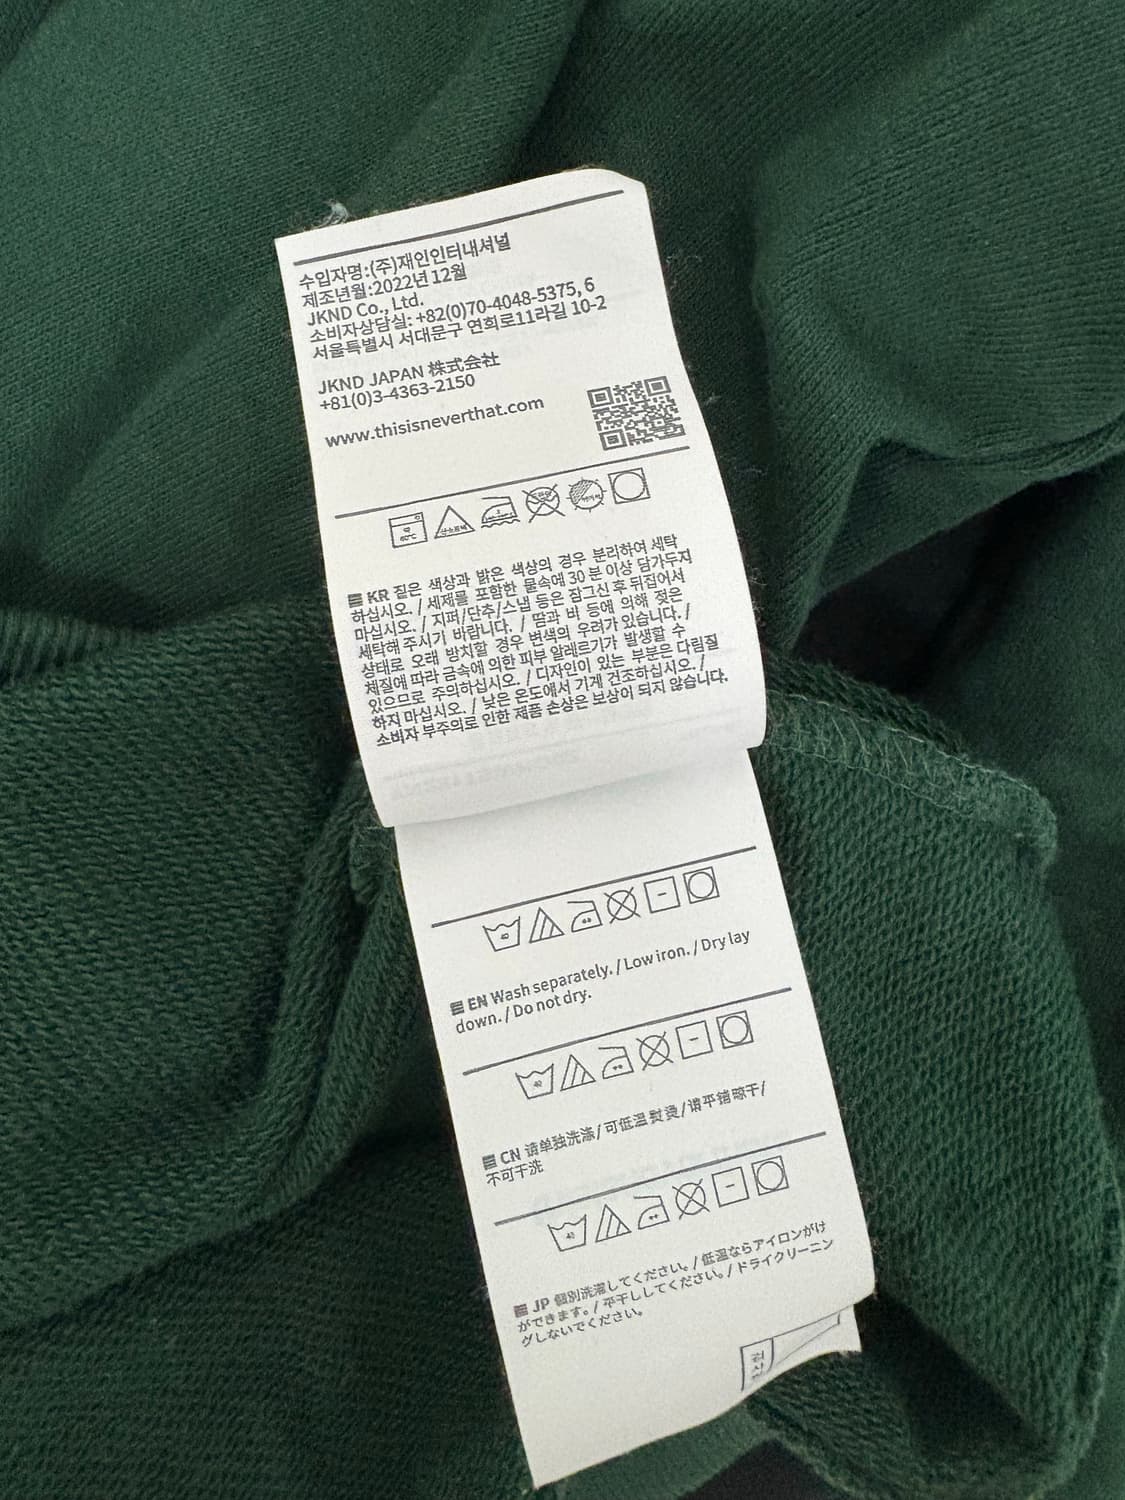 수입자명:(주)재인인터내셔널
제조년월:2022년 12월
JKND Co., Ltd.
소비자상담실: +82(0)70-4048-5375, 6
서울특별시 서대문구 연희로11라길 10-2
JKND JAPAN 株式会社
+81(0)3-4363-2150
www.thisisneverthat.com
KR 짙은 색상과 밝은 색상의 경우 분리하여 세탁
하십시오. / 세제를 포함한 물속에 30 분 이상 담가두지
마십시오. / 지퍼/단추/스냅 등은 잠그신 후 뒤집어서
세탁해 주시기 바랍니다. / 땀과 비 등에 의해 젖은
상태로 오래 방치할 경우 변색의 우려가 있습니다. /
체질에 따라 금속에 의한 피부 알레르기가 발생할 수
있으므로 주의하십시오. / 디자인이 있는 부분은 다림질
하지 마십시오. / 낮은 온도에서 기계 건조하십시오. /
소비자 부주의로 인한 제품 손상은 보상이 되지 않습니다.
40
EN Wash separately. / Low iron. / Dry lay
down. / Do not dry.
40
CN 请单独洗涤/可低温熨烫/请平铺晾干/
不可干洗
40
JP 個別洗濯してください。/ 低温ならアイロンがけ
ができます。/ 平干ししてください。/ ドライクリーニン
グしないでください。